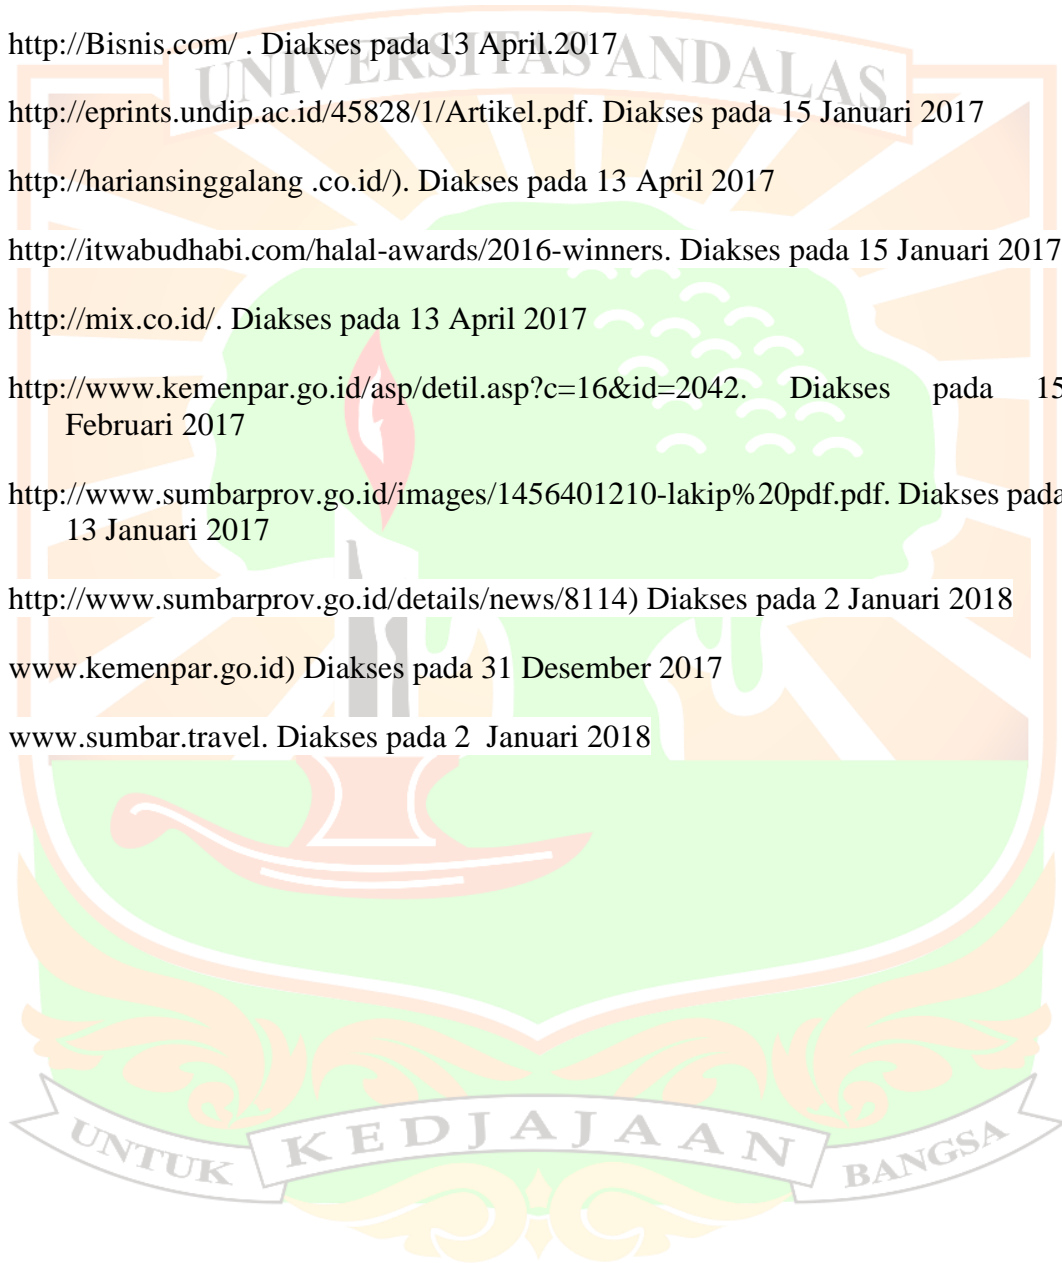 http://Bisnis.com/ . Diakses pada 13 April.2017
UNIVERSITAS ANDALAS
http://eprints.undip.ac.id/45828/1/Artikel.pdf. Diakses pada 15 Januari 2017
http://hariansinggalang .co.id/). Diakses pada 13 April 2017
http://itwabudhabi.com/halal-awards/2016-winners. Diakses pada 15 Januari 2017
http://mix.co.id/. Diakses pada 13 April 2017
http://www.kemenpar.go.id/asp/detil.asp?c=16&id=2042. Diakses pada 15
Februari 2017
http://www.sumbarprov.go.id/images/1456401210-lakip%20pdf.pdf. Diakses pada
13 Januari 2017
http://www.sumbarprov.go.id/details/news/8114) Diakses pada 2 Januari 2018
www.kemenpar.go.id) Diakses pada 31 Desember 2017
www.sumbar.travel. Diakses pada 2  Januari 2018
UNTUK KEDJAJAAN BANGSA